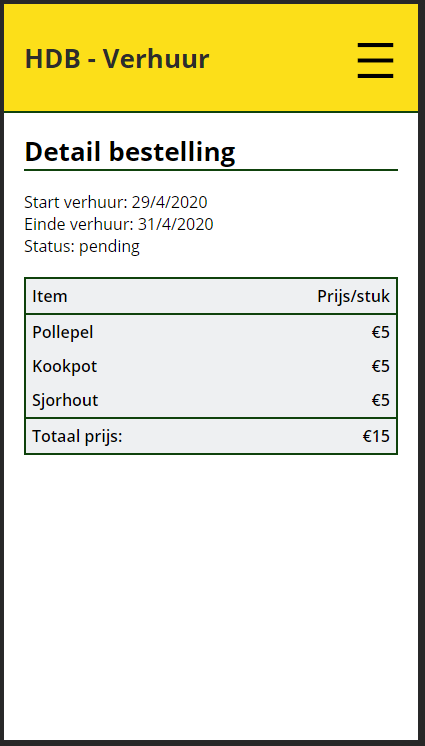 HDB - Verhuur
Detail bestelling
Start verhuur: 29/4/2020
Einde verhuur: 31/4/2020
Status: pending
Item Prijs/stuk
Pollepel €5
Kookpot €5
Sjorhout €5
Totaal prijs: €15